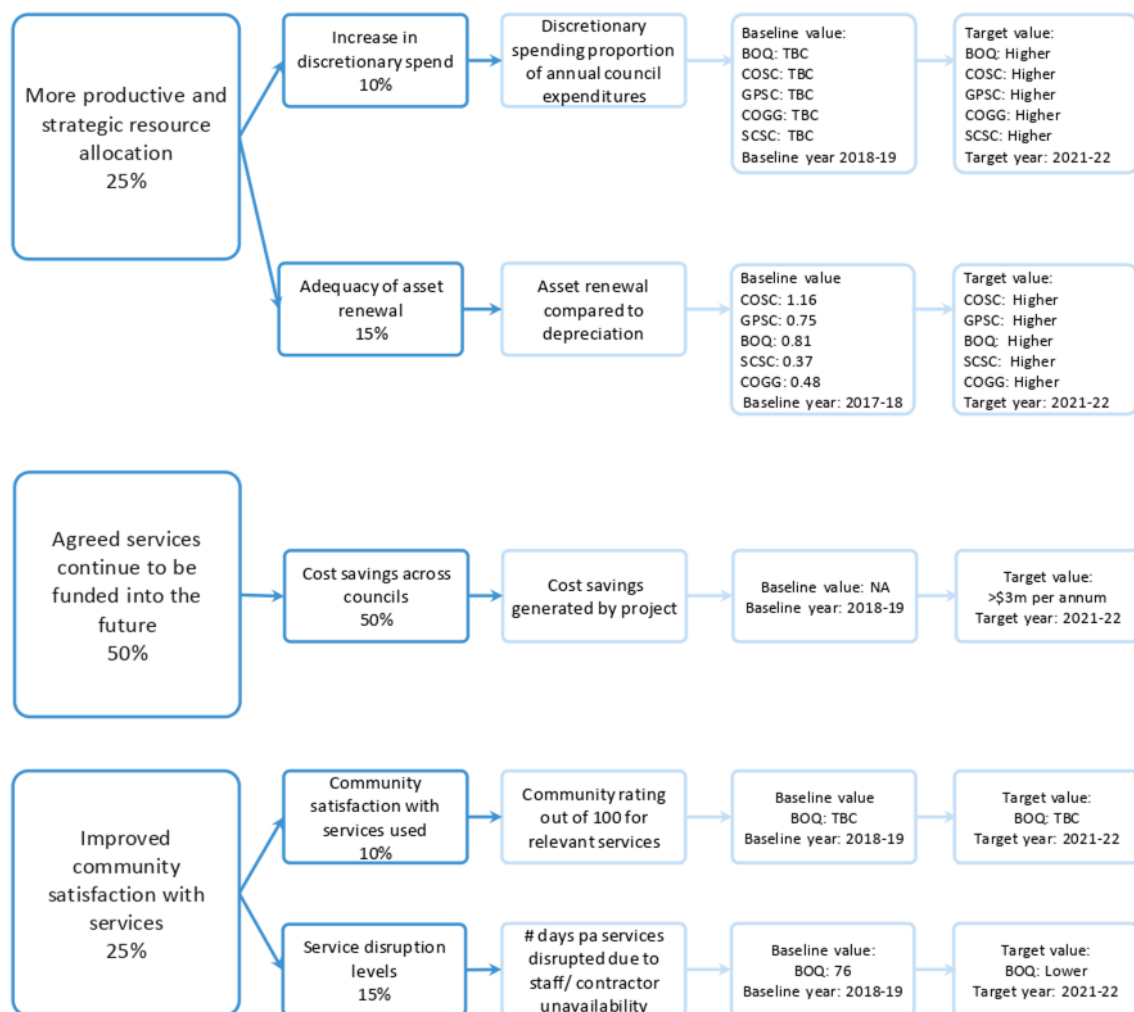 More productive and
strategic resource
allocation
25%
Increase in
discretionary spend
10%
Discretionary
spending proportion
of annual council
expenditures
Baseline value:
BOQ: TBC
COSC: TBC
GPSC: TBC
COGG: TBC
SCSC: TBC
Baseline year 2018-19
Target value:
BOQ: Higher
COSC: Higher
GPSC: Higher
COGG: Higher
SCSC: Higher
Target year: 2021-22
Adequacy of asset
renewal
15%
Asset renewal
compared to
depreciation
Baseline value
COSC: 1.16
GPSC: 0.75
BOQ: 0.81
SCSC: 0.37
COGG: 0.48
Baseline year: 2017-18
Target value:
COSC: Higher
GPSC: Higher
BOQ: Higher
SCSC: Higher
COGG: Higher
Target year: 2021-22
Agreed services
continue to be
funded into the
future
50%
Cost savings across
councils
50%
Cost savings
generated by project
Baseline value: NA
Baseline year: 2018-19
Target value:
>$3m per annum
Target year: 2021-22
Improved
community
satisfaction with
services
25%
Community
satisfaction with
services used
10%
Community rating
out of 100 for
relevant services
Baseline value
BOQ: TBC
Baseline year: 2018-19
Target value:
BOQ: TBC
Target year: 2021-22
Service disruption
levels
15%
# days pa services
disrupted due to
staff/ contractor
unavailability
Baseline value:
BOQ: 76
Baseline year: 2018-19
Target value:
BOQ: Lower
Target year: 2021-22